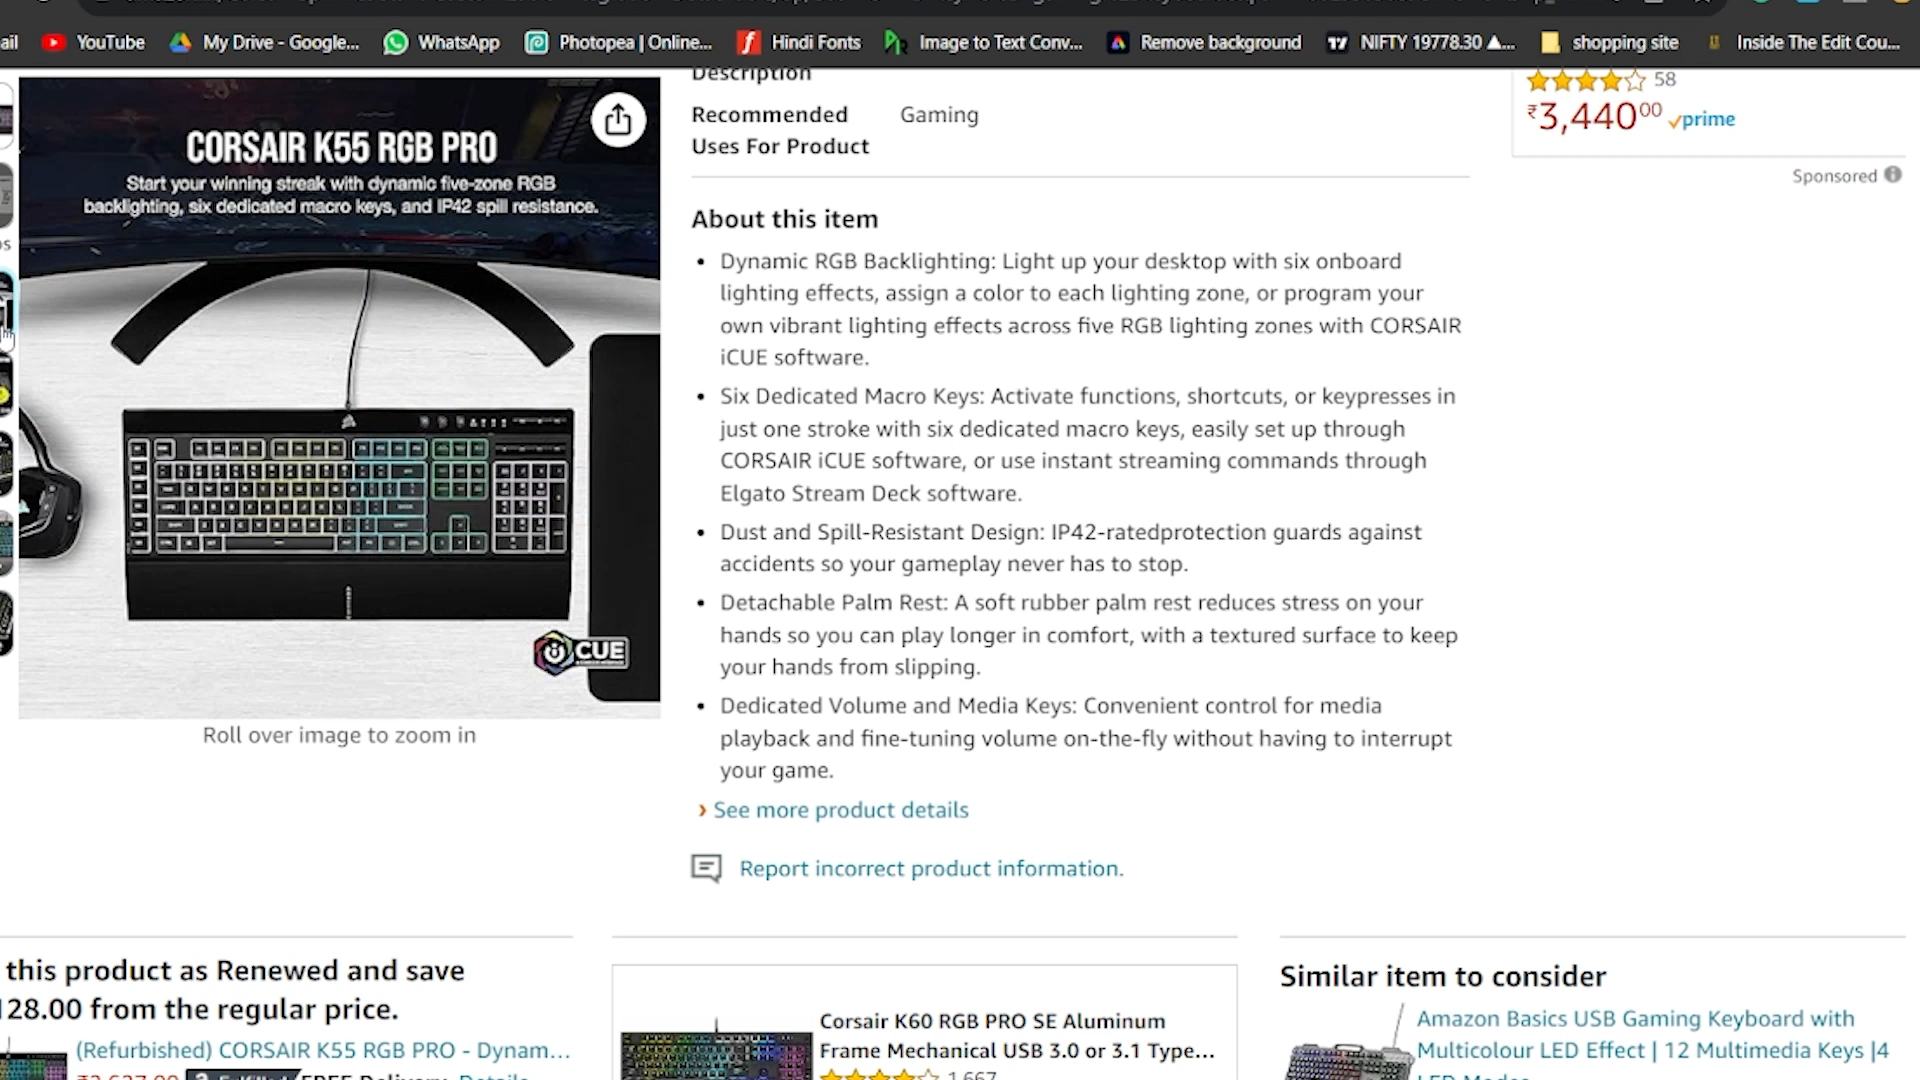 YouTube
My Drive - Google...
WhatsApp
Photopea | Online...
Hindi Fonts
Image to Text Conv...
Remove background
NIFTY 19778.30 ▲...
shopping site
Inside The Edit Cou...
CORSAIR K55 RGB PRO
Start your winning streak with dynamic five-zone RGB
backlighting, six dedicated macro keys, and IP42 spill resistance.
iCUE
Roll over image to zoom in
Description
Recommended Gaming
Uses For Product
About this item
• Dynamic RGB Backlighting: Light up your desktop with six onboard
lighting effects, assign a color to each lighting zone, or program your
own vibrant lighting effects across five RGB lighting zones with CORSAIR
iCUE software.
• Six Dedicated Macro Keys: Activate functions, shortcuts, or keypresses in
just one stroke with six dedicated macro keys, easily set up through
CORSAIR iCUE software, or use instant streaming commands through
Elgato Stream Deck software.
• Dust and Spill-Resistant Design: IP42-ratedprotection guards against
accidents so your gameplay never has to stop.
• Detachable Palm Rest: A soft rubber palm rest reduces stress on your
hands so you can play longer in comfort, with a textured surface to keep
your hands from slipping.
• Dedicated Volume and Media Keys: Convenient control for media
playback and fine-tuning volume on-the-fly without having to interrupt
your game.
› See more product details
Report incorrect product information.
58
₹3,440.00 prime
Sponsored
this product as Renewed and save
128.00 from the regular price.
(Refurbished) CORSAIR K55 RGB PRO - Dynam...
FREE Delivery. Details
Corsair K60 RGB PRO SE Aluminum
Frame Mechanical USB 3.0 or 3.1 Type...
1,667
Similar item to consider
Amazon Basics USB Gaming Keyboard with
Multicolour LED Effect | 12 Multimedia Keys |4
LED Modes